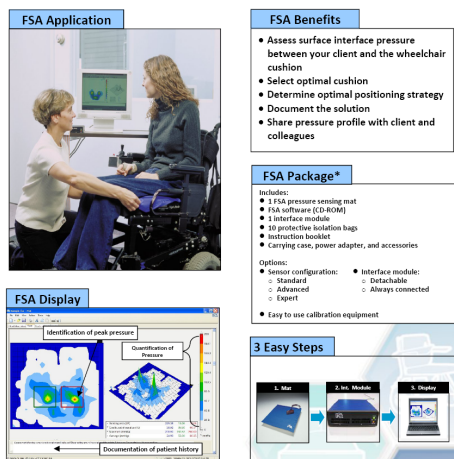 FSA Application
FSA Display
Identification of peak pressure
Quantification of
Pressure
Documentation of patient history
FSA Benefits
• Assess surface interface pressure
between your client and the wheelchair
cushion
• Select optimal cushion
• Determine optimal positioning strategy
• Document the solution
• Share pressure profile with client and
colleagues
FSA Package*
Includes:
● 1 FSA pressure sensing mat
● FSA software (CD-ROM)
● 1 interface module
● 10 protective isolation bags
● Instruction booklet
● Carrying case, power adapter, and accessories
Options:
● Sensor configuration:
○ Standard
○ Advanced
○ Expert
● Interface module:
○ Detachable
○ Always connected
● Easy to use calibration equipment
3 Easy Steps
1. Mat
2. Int. Module
3. Display